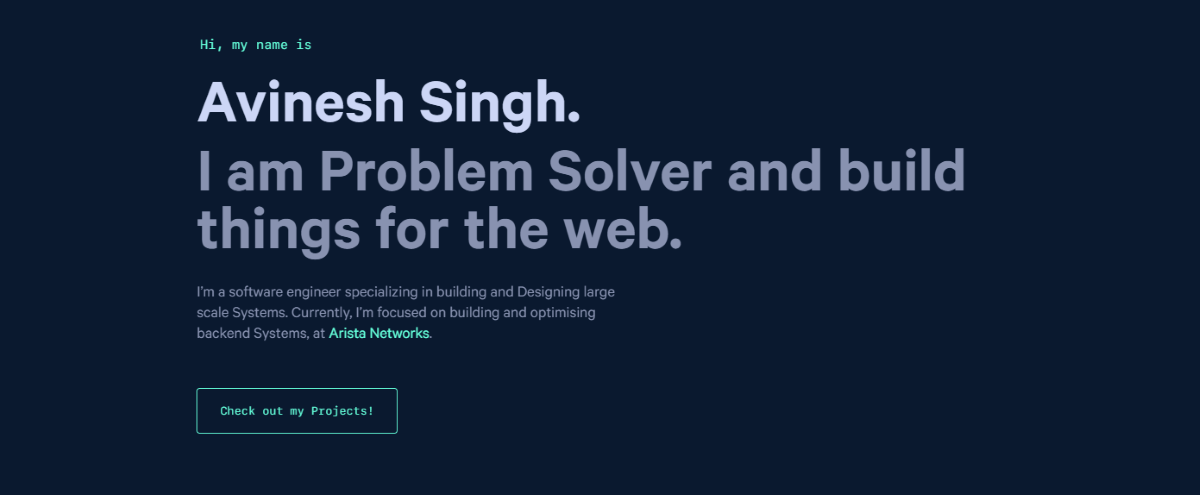 Hi, my name is
Avinesh Singh.
I am Problem Solver and build
things for the web.
I'm a software engineer specializing in building and Designing large
scale Systems. Currently, I'm focused on building and optimising
backend Systems, at Arista Networks.
Check out my Projects!